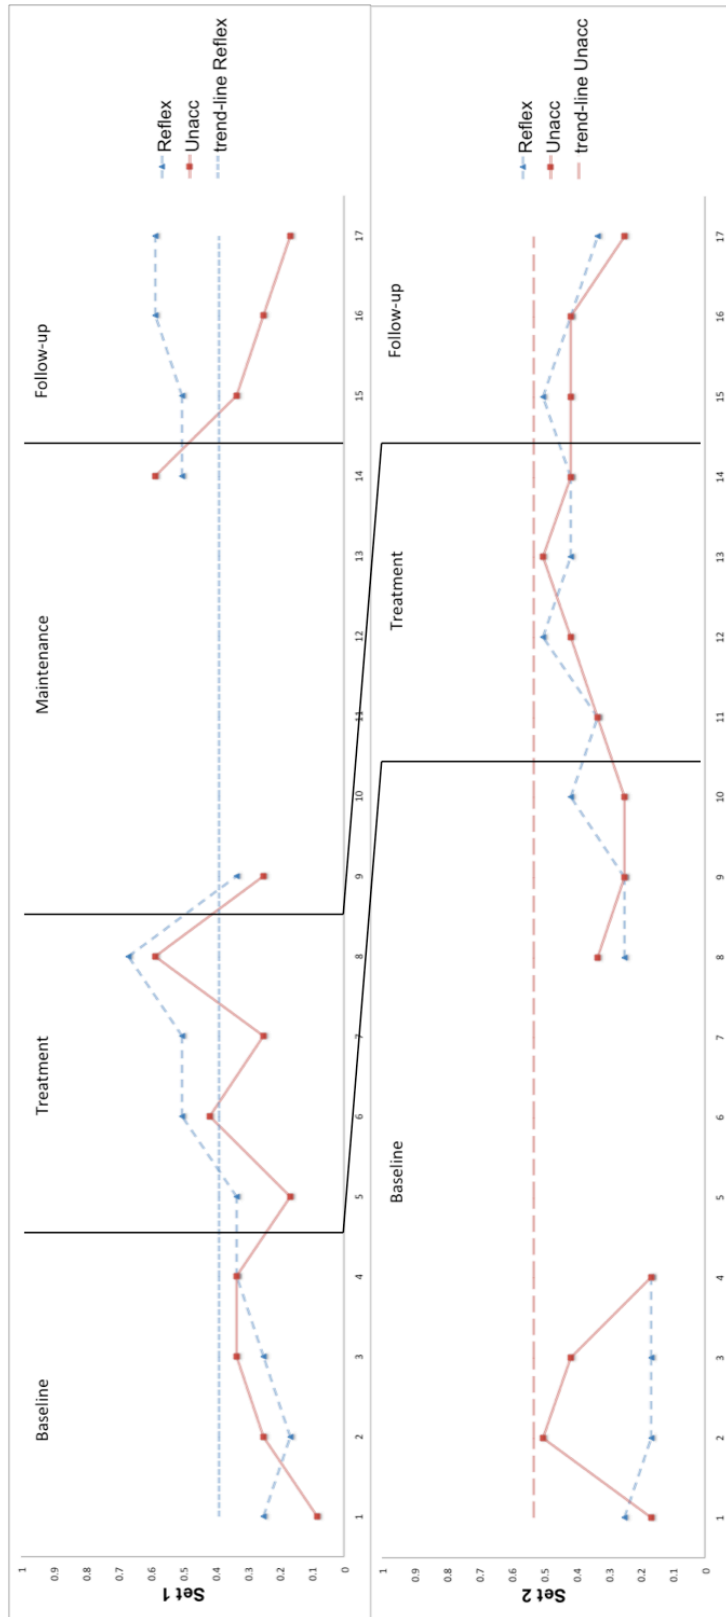 Set 1
1
0.9
0.8
0.7
0.6
0.5
0.4
0.3
0.2
0.1
0
Baseline
Treatment
Maintenance
Follow-up
1 2 3 4 5 6 7 8 9 10 11 12 13 14 15 16 17
Reflex
Unacc
trend-line Reflex
Set 2
1
0.9
0.8
0.7
0.6
0.5
0.4
0.3
0.2
0.1
0
Baseline
Treatment
Follow-up
1 2 3 4 5 6 7 8 9 10 11 12 13 14 15 16 17
Reflex
Unacc
trend-line Unacc